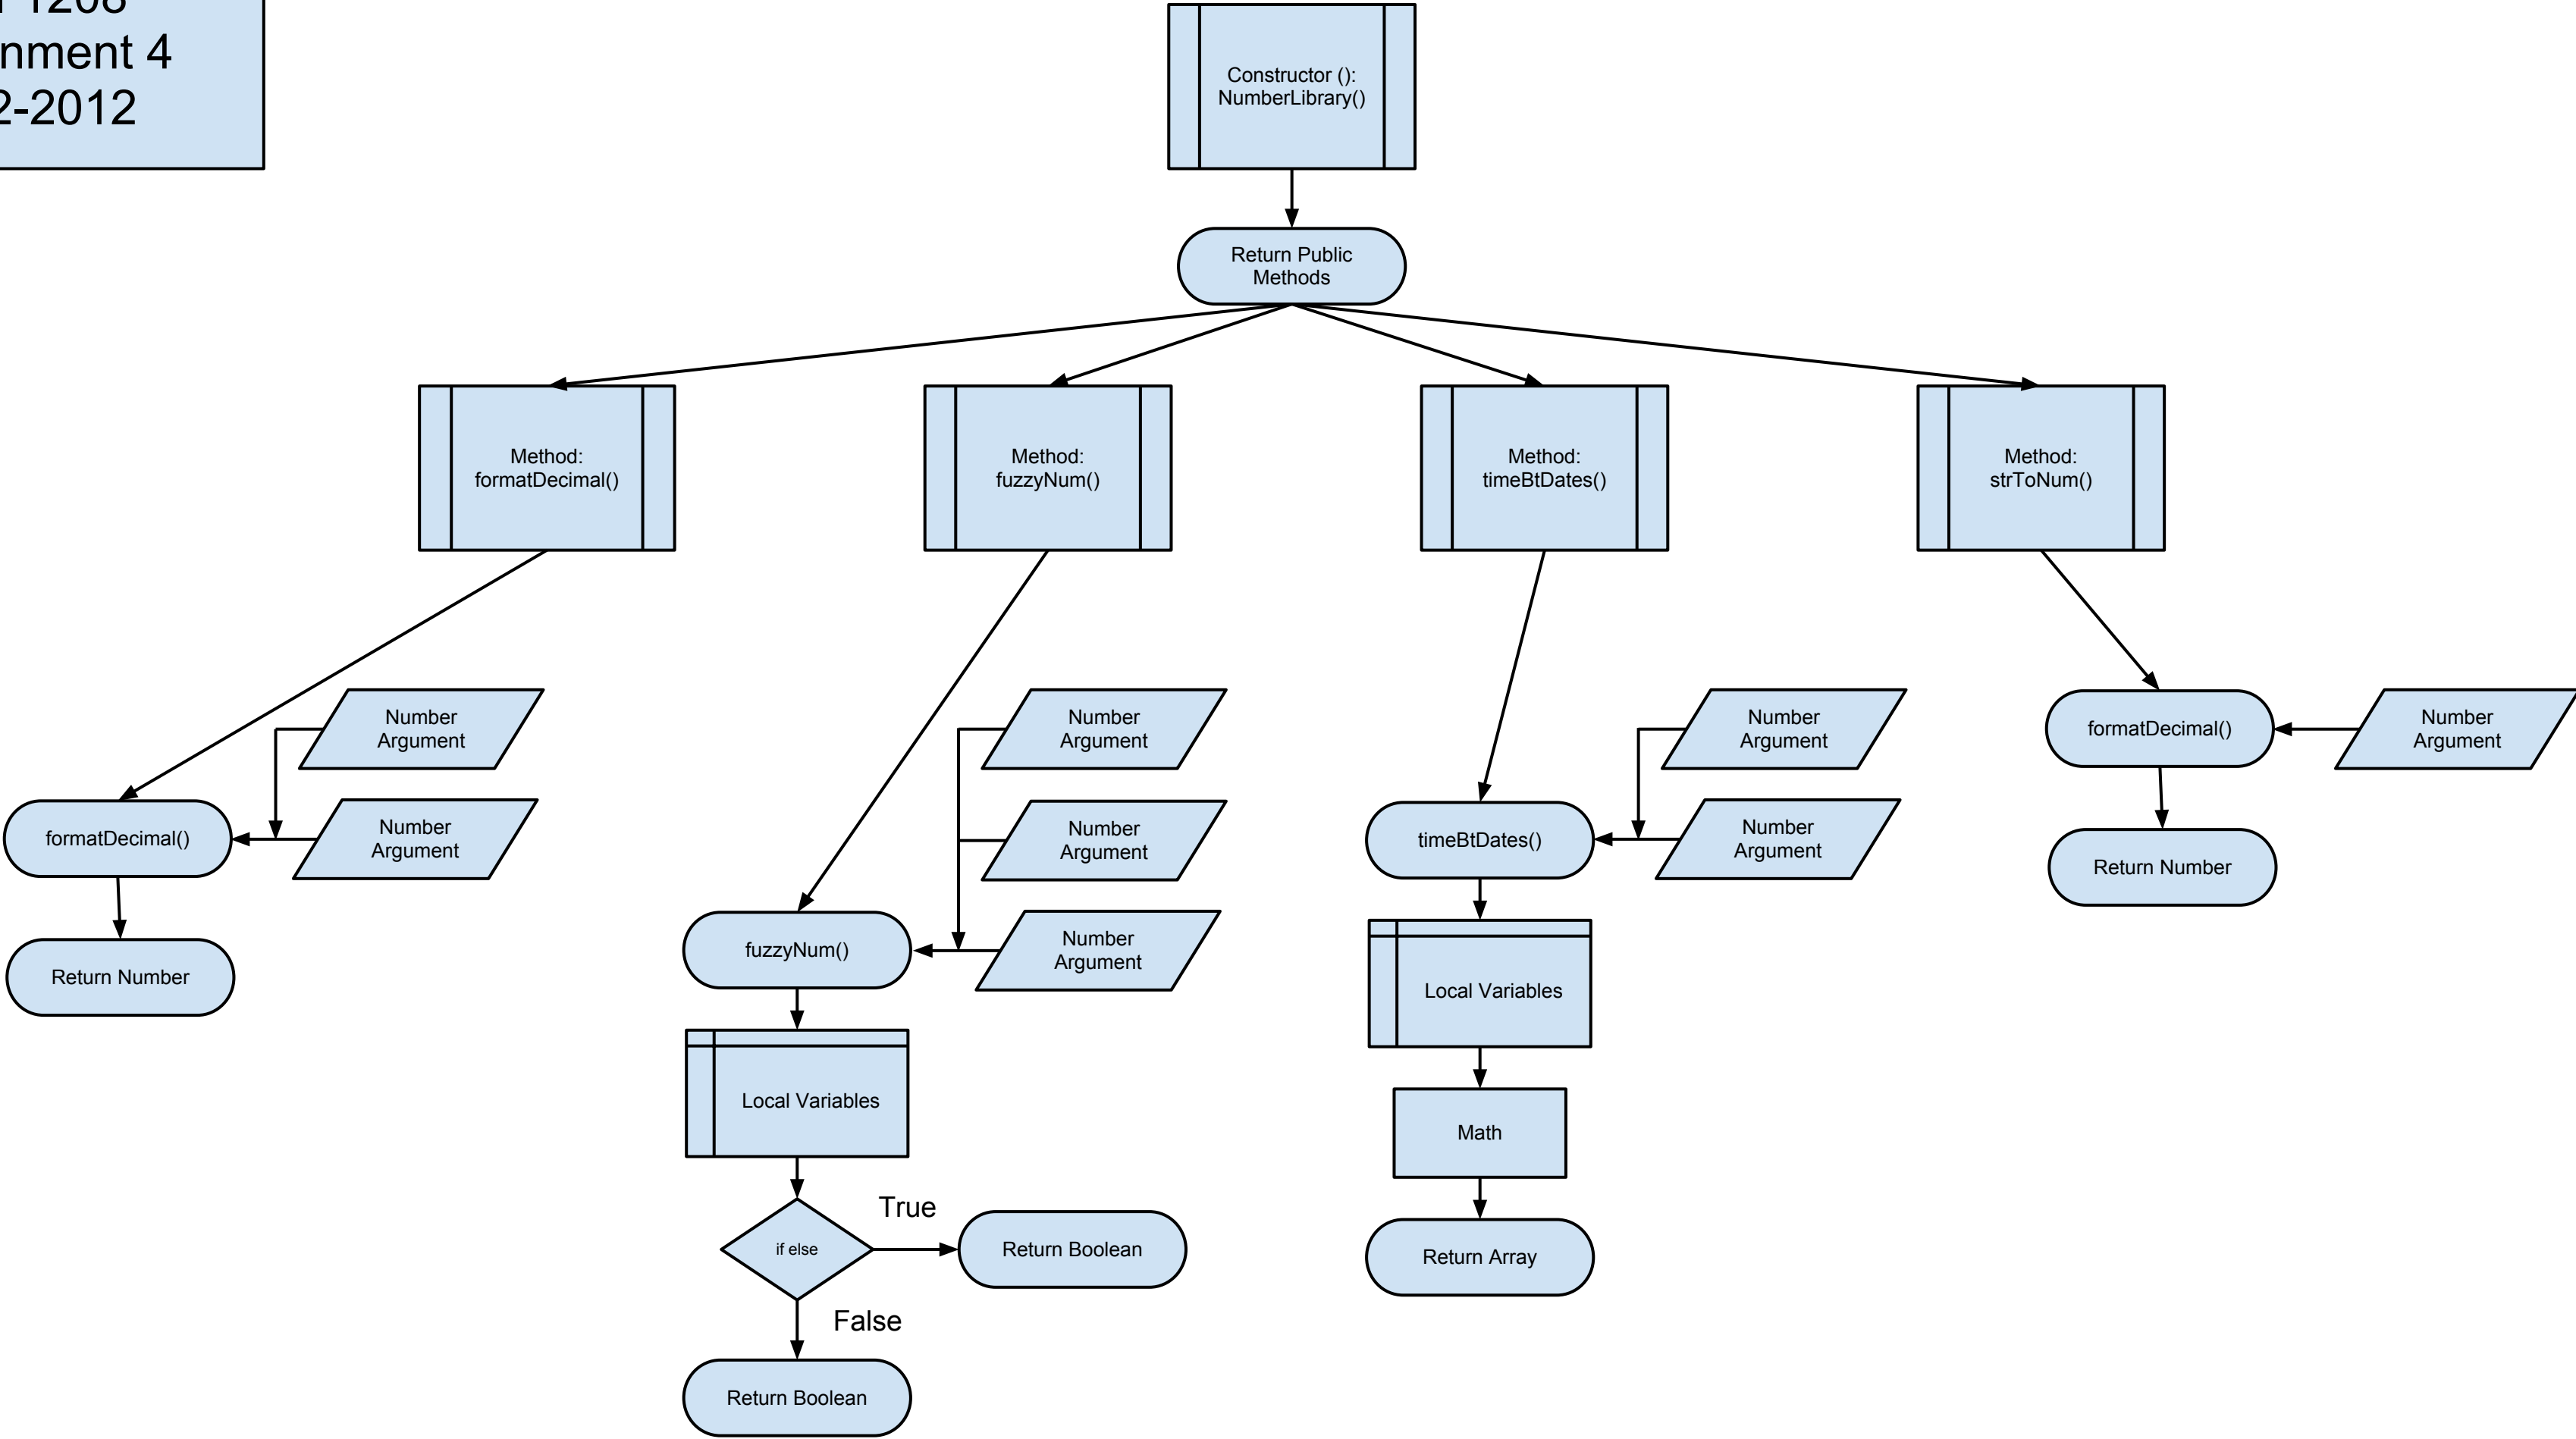 1208
nment 4
2-2012
Constructor ():
NumberLibrary()
Return Public
Methods
Method:
formatDecimal()
Method:
fuzzyNum()
Method:
timeBtDates()
Method:
strToNum()
Number
Argument
Number
Argument
formatDecimal()
Return Number
Number
Argument
Number
Argument
Number
Argument
fuzzyNum()
Local Variables
if else
True
Return Boolean
False
Return Boolean
Number
Argument
Number
Argument
timeBtDates()
Local Variables
Math
Return Array
formatDecimal()
Number
Argument
Return Number